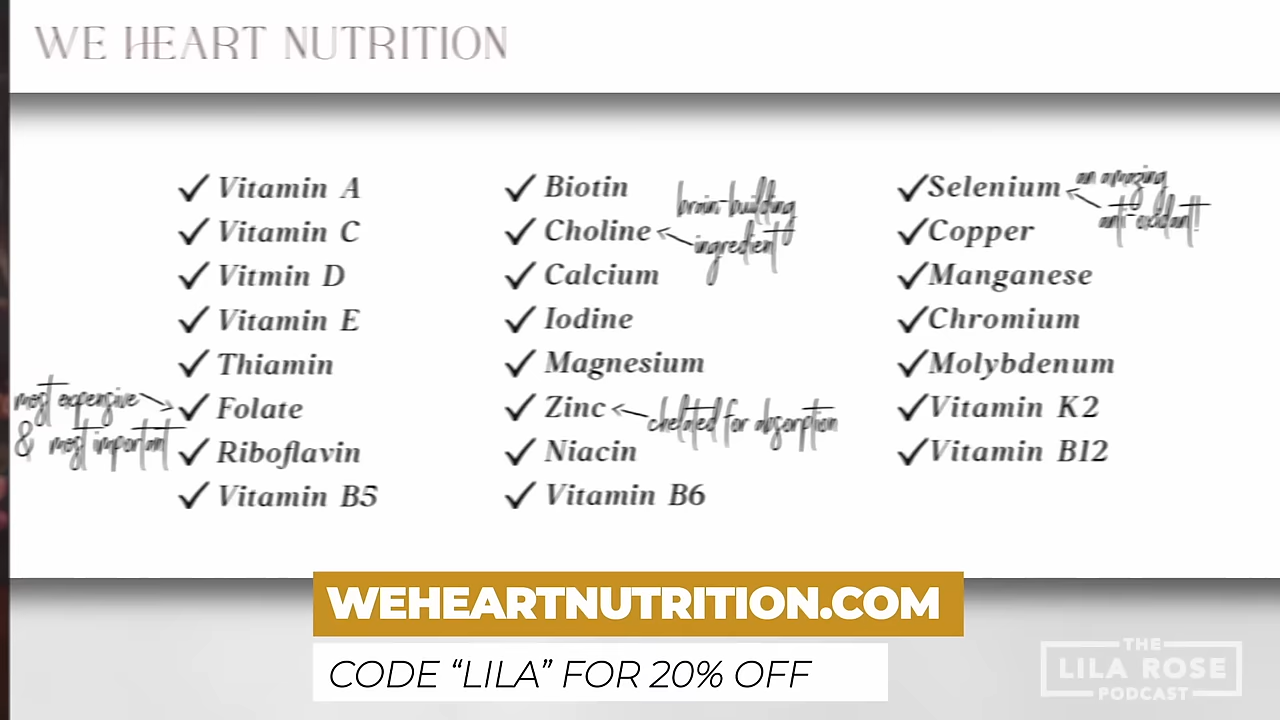 WE HEART NUTRITION
✓ Vitamin A
✓ Vitamin C
✓ Vitmin D
✓ Vitamin E
✓ Thiamin
most expensive
& most important
✓ Folate
✓ Riboflavin
✓ Vitamin B5
✓ Biotin
brain-building
ingredient
✓ Choline
✓ Calcium
✓ Iodine
✓ Magnesium
✓ Zinc
chelated for absorption
✓ Niacin
✓ Vitamin B6
✓ Selenium
an amazing
anti-oxidant!
✓ Copper
✓ Manganese
✓ Chromium
✓ Molybdenum
✓ Vitamin K2
✓ Vitamin B12
WEHEARTNUTRITION.COM
CODE “LILA” FOR 20% OFF
THE
LILA ROSE
PODCAST